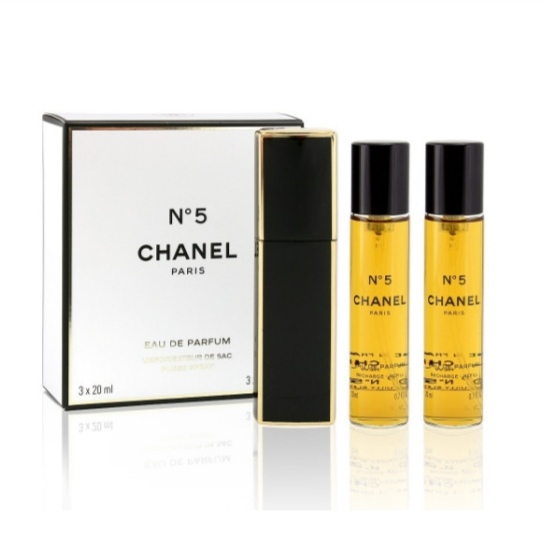 N°5
CHANEL
PARIS
EAU DE PARFUM
VAPORISATEUR DE SAC
PURSE SPRAY
3 x 20 ml
3
N°5
CHANEL
PARIS
N°5
CHANEL
PARIS